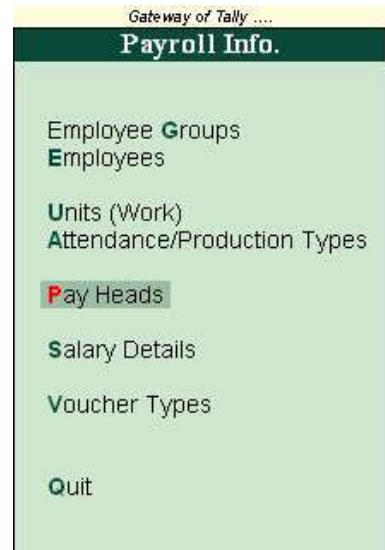 Gateway of Tally ....
Payroll Info.
Employee Groups
Employees
Units (Work)
Attendance/Production Types
Pay Heads
Salary Details
Voucher Types
Quit